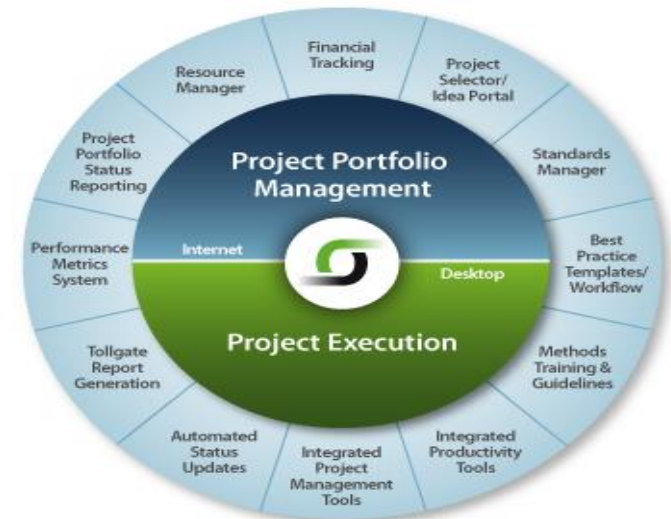 Financial
Tracking
Project
Selector/
Idea Portal
Standards
Manager
Best
Practice
Templates/
Workflow
Methods
Training &
Guidelines
Integrated
Productivity
Tools
Integrated
Project
Management
Tools
Automated
Status
Updates
Tollgate
Report
Generation
Performance
Metrics
System
Project
Portfolio
Status
Reporting
Resource
Manager
Project Portfolio
Management
Internet
Desktop
Project Execution